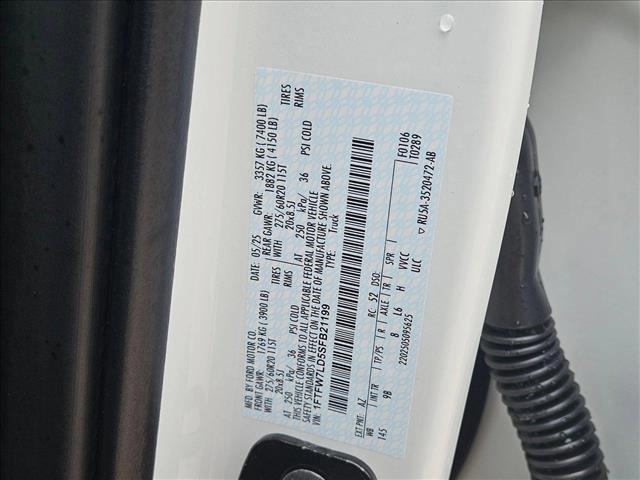 MFD. BY FORD MOTOR CO.
DATE: 05/25 GVWR: 3357 KG ( 7400 LB)
FRONT GAWR: 1769 KG (3900 LB) REAR GAWR: 1882 KG ( 4150 LB)
WITH 275/60R20 115T TIRES WITH 275/60R20 115T TIRES
20x8.5J RIMS 20x8.5J RIMS
AT 250 kPa/ 36 PSI COLD AT 250 kPa/ 36 PSI COLD
THIS VEHICLE CONFORMS TO ALL APPLICABLE FEDERAL MOTOR VEHICLE
SAFETY STANDARDS IN EFFECT ON THE DATE OF MANUFACTURE SHOWN ABOVE.
VIN: 1FTFW7LD5SFB21199 TYPE: Truck
F0106
T0289
EXT PNT: AZ RC: 52 DSO:
WB INT TR TP/PS R AXLE TR SPR
145 9B 8 L6 H VVCC
ULC
220250509S625
▽ RU5A-3520472-AB